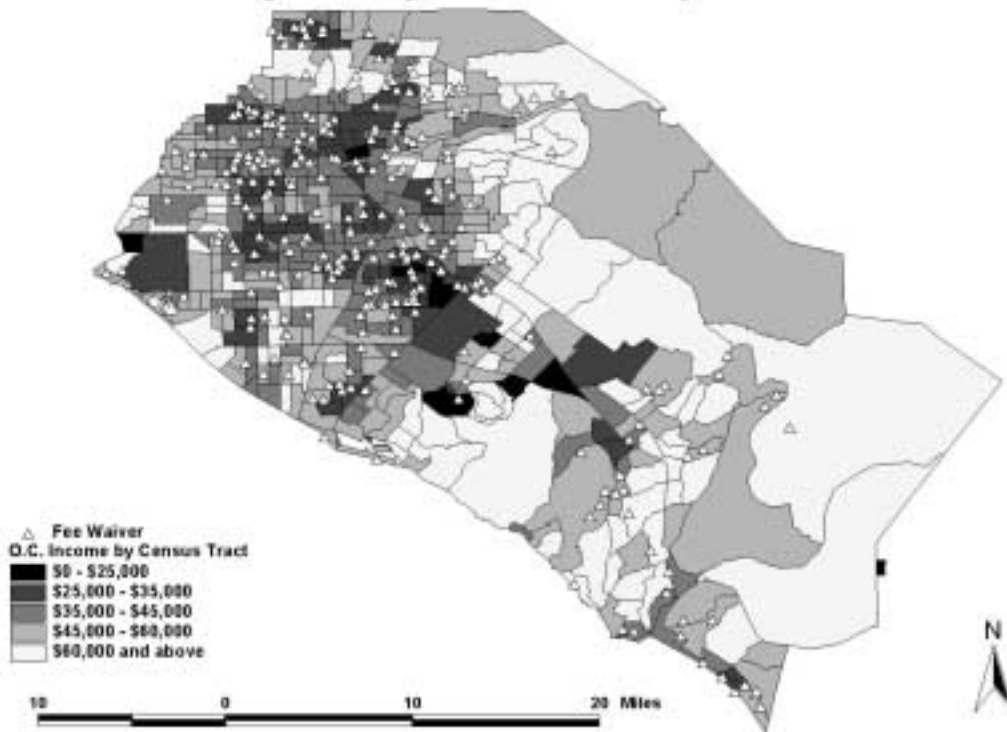 Fee Waiver
O.C. Income by Census Tract
$0 - $25,000
$25,000 - $35,000
$35,000 - $45,000
$45,000 - $60,000
$60,000 and above
10 0 10 20 Miles
N